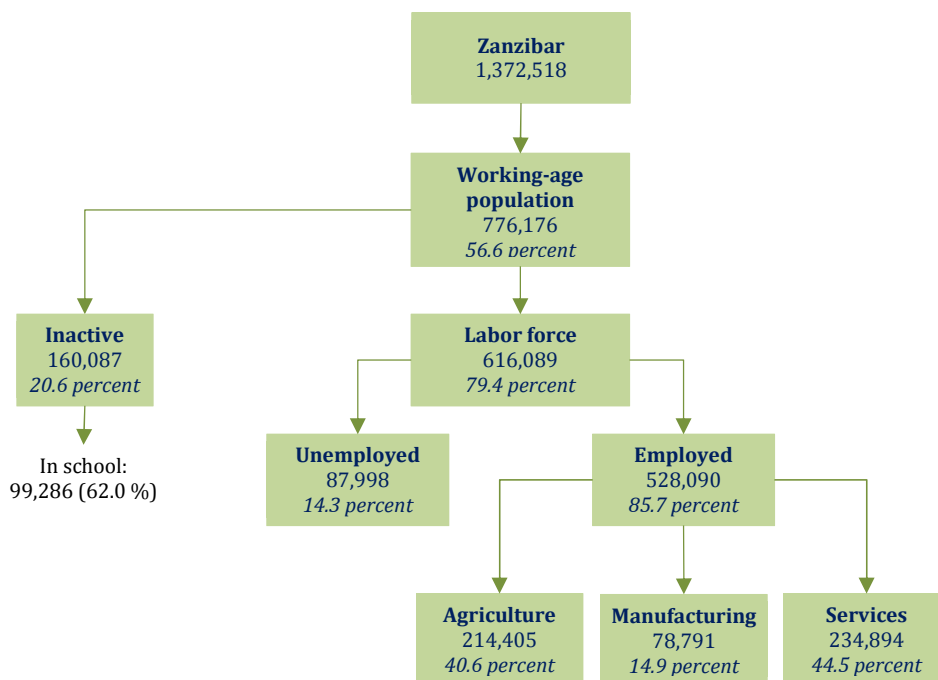 Zanzibar
1,372,518
Working-age
population
776,176
56.6 percent
Inactive
160,087
20.6 percent
Labor force
616,089
79.4 percent
In school:
99,286 (62.0 %)
Unemployed
87,998
14.3 percent
Employed
528,090
85.7 percent
Agriculture
214,405
40.6 percent
Manufacturing
78,791
14.9 percent
Services
234,894
44.5 percent